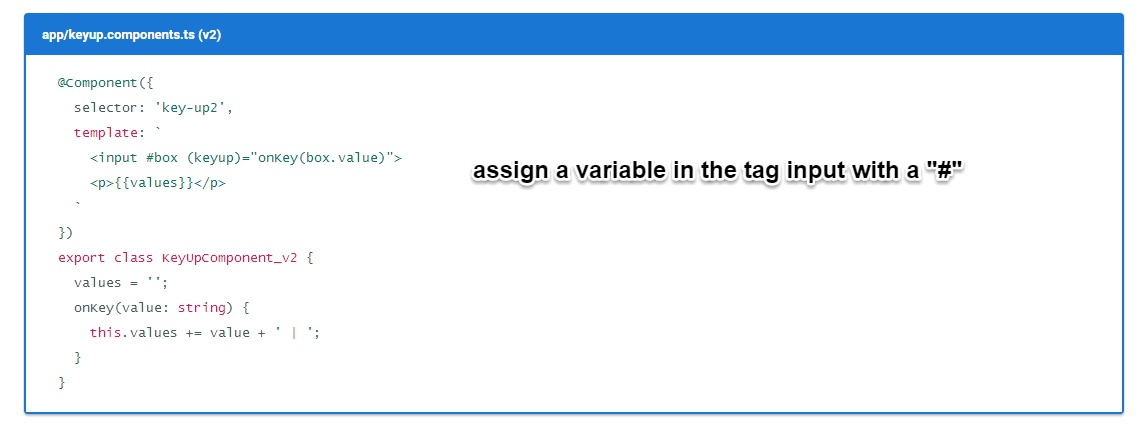 app/keyup.components.ts (v2)
@Component({
  selector: 'key-up2',
  template: `
    <input #box (keyup)="onKey(box.value)">
    <p>{{values}}</p>
  `
})
export class KeyUpComponent_v2 {
  values = '';
  onKey(value: string) {
    this.values += value + ' | ';
  }
}
assign a variable in the tag input with a "#"